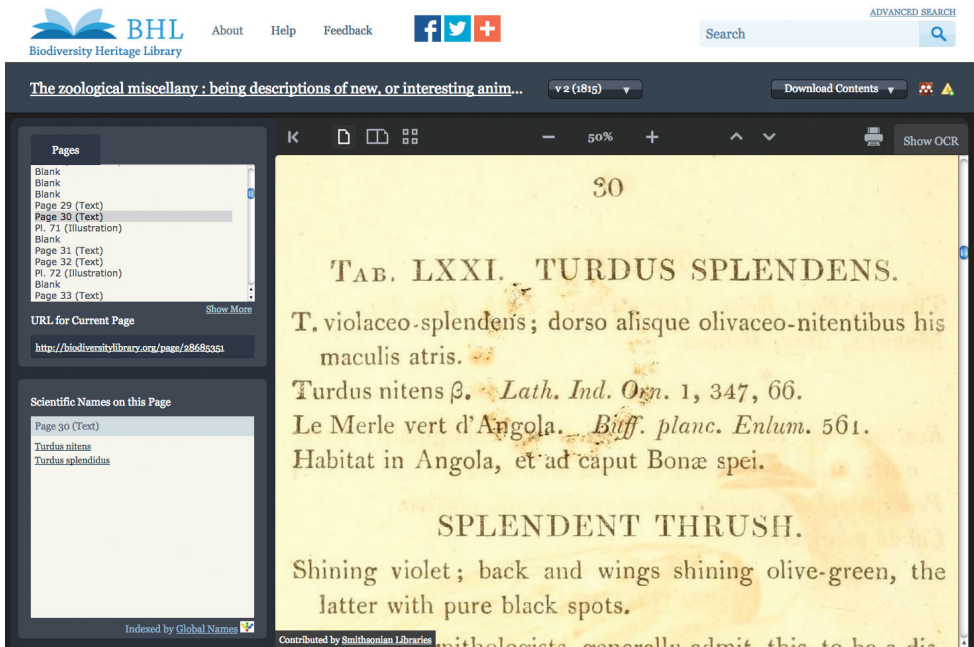 BHL
Biodiversity Heritage Library
About
Help
Feedback
ADVANCED SEARCH
Search
The zoological miscellany : being descriptions of new, or interesting anim...
v 2 (1815)
Download Contents
Pages
Blank
Blank
Blank
Page 29 (Text)
Page 30 (Text)
Pl. 71 (Illustration)
Blank
Page 31 (Text)
Page 32 (Text)
Pl. 72 (Illustration)
Blank
Page 33 (Text)
Show More
URL for Current Page
http://biodiversitylibrary.org/page/28685351
Scientific Names on this Page
Page 30 (Text)
Turdus nitens
Turdus splendidus
Indexed by Global Names
50%
Show OCR
30
TAB. LXXI. TURDUS SPLENDENS.
T. violaceo-splendens; dorso alisque olivaceo-nitentibus his
maculis atris.
Turdus nitens β. Lath. Ind. Orn. 1, 347, 66.
Le Merle vert d'Angola. Buff. planc. Enlum. 561.
Habitat in Angola, et ad caput Bonæ spei.
SPLENDENT THRUSH.
Shining violet; back and wings shining olive-green, the
latter with pure black spots.
Contributed by Smithsonian Libraries
nithologists, generally admit this to be a dis-